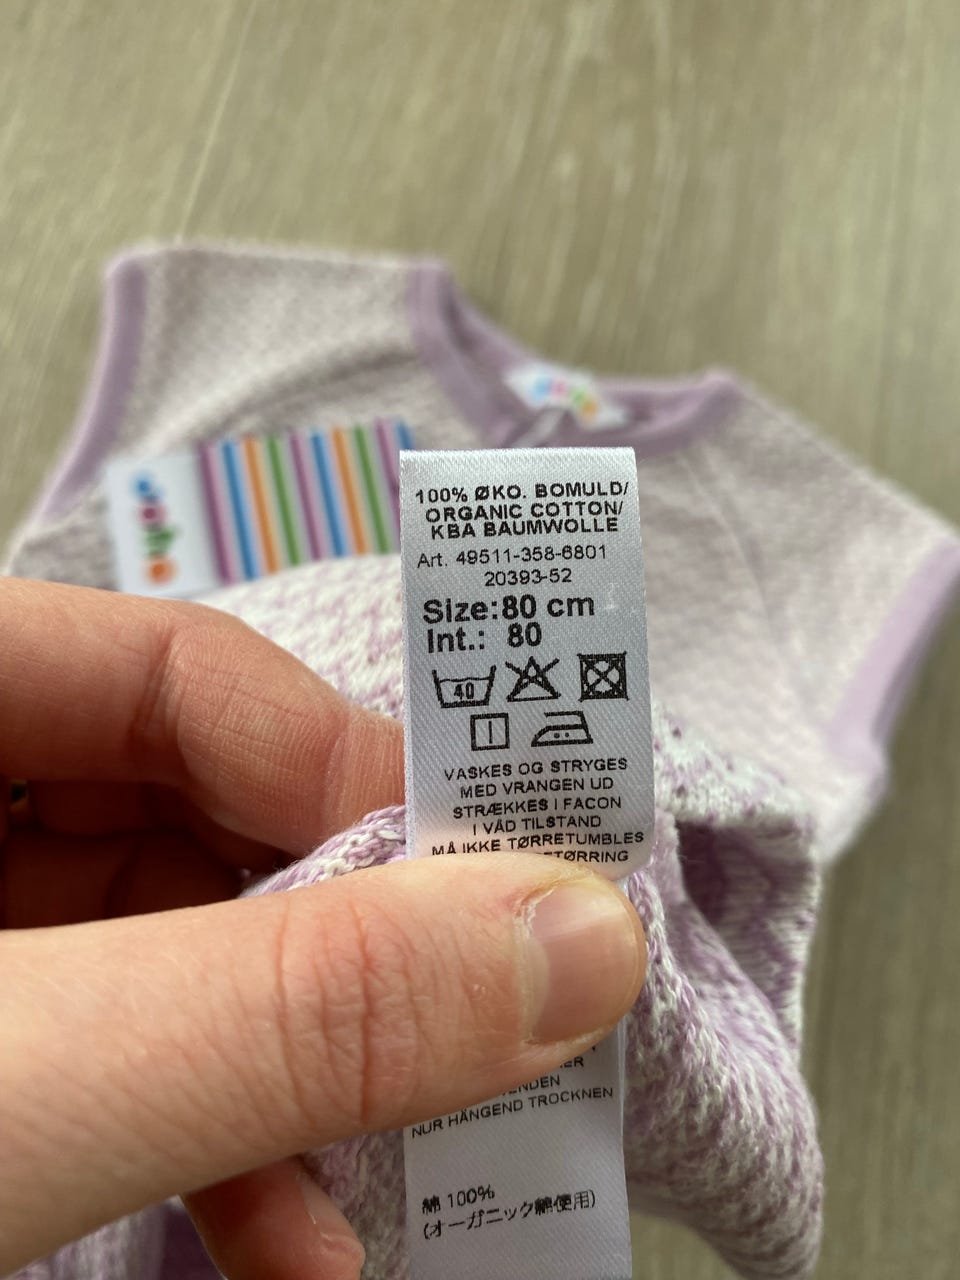 100% ØKO. BOMULD/
ORGANIC COTTON/
KBA BAUMWOLLE
Art. 49511-358-6801
20393-52
Size:80 cm
Int.: 80
40
VASKES OG STRYGES
MED VRANGEN UD
STRÆKKES I FACON
I VÅD TILSTAND
MÅ IKKE TØRRETUMBLES
NUR HÄNGEND TROCKNEN
綿 100%
(オーガニック綿使用)